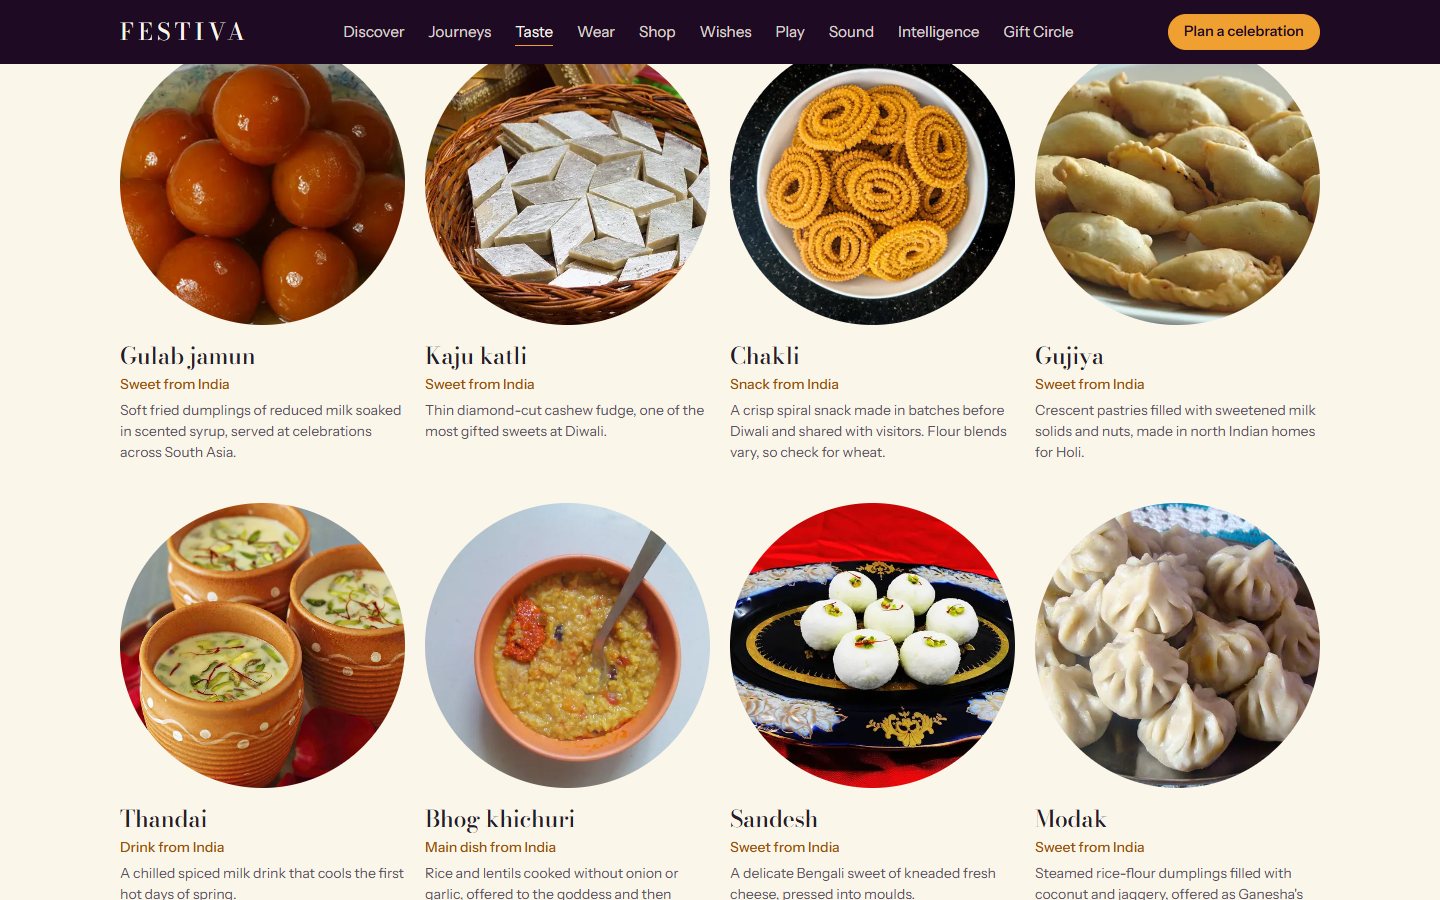 FESTIVA
Discover
Journeys
Taste
Wear
Shop
Wishes
Play
Sound
Intelligence
Gift Circle
Plan a celebration
Gulab jamun
Sweet from India
Soft fried dumplings of reduced milk soaked
in scented syrup, served at celebrations
across South Asia.
Kaju katli
Sweet from India
Thin diamond-cut cashew fudge, one of the
most gifted sweets at Diwali.
Chakli
Snack from India
A crisp spiral snack made in batches before
Diwali and shared with visitors. Flour blends
vary, so check for wheat.
Gujiya
Sweet from India
Crescent pastries filled with sweetened milk
solids and nuts, made in north Indian homes
for Holi.
Thandai
Drink from India
A chilled spiced milk drink that cools the first
hot days of spring.
Bhog khichuri
Main dish from India
Rice and lentils cooked without onion or
garlic, offered to the goddess and then
Sandesh
Sweet from India
A delicate Bengali sweet of kneaded fresh
cheese, pressed into moulds.
Modak
Sweet from India
Steamed rice-flour dumplings filled with
coconut and jaggery, offered as Ganesha's